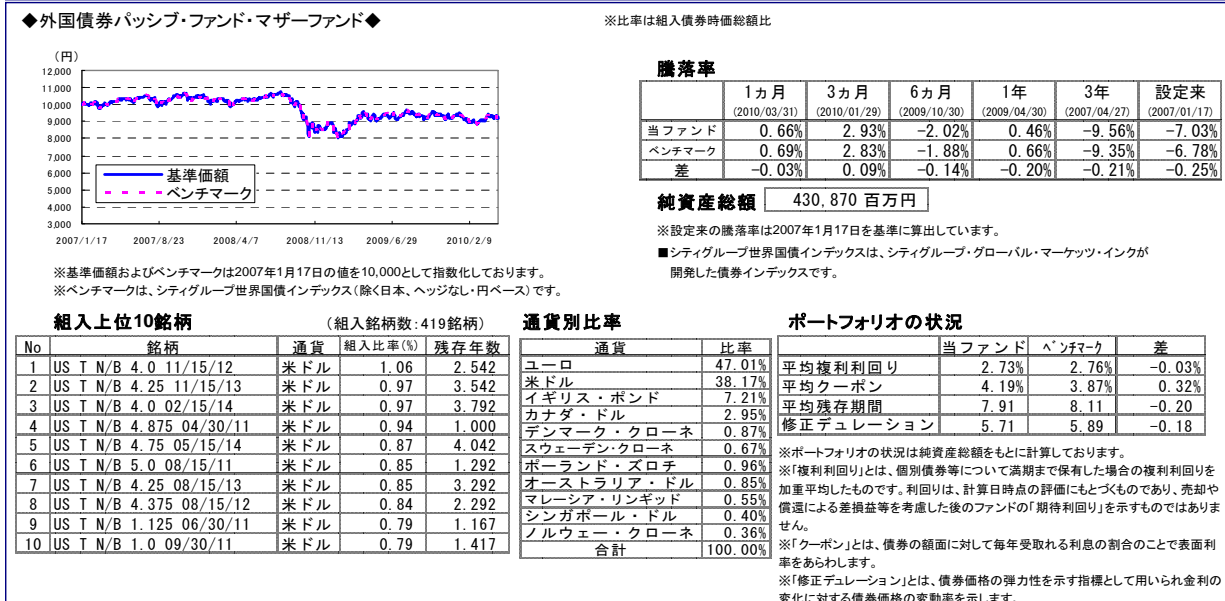 ◆外国債券パッシブ・ファンド・マザーファンド◆
※比率は組入債券時価総額比
(円)
12,000
11,000
10,000
9,000
8,000
7,000
6,000
5,000
4,000
3,000
基準価額
ベンチマーク
2007/1/17 2007/8/23 2008/4/7 2008/11/13 2009/6/29 2010/2/9
※基準価額およびベンチマークは2007年1月17日の値を10,000として指数化しております。
※ベンチマークは、シティグループ世界国債インデックス(除く日本、ヘッジなし・円ベース)です。
騰落率
1ヵ月 3ヵ月 6ヵ月 1年 3年 設定来
(2010/03/31) (2010/01/29) (2009/10/30) (2009/04/30) (2007/04/27) (2007/01/17)
当ファンド 0.66% 2.93% -2.02% 0.46% -9.56% -7.03%
ベンチマーク 0.69% 2.83% -1.88% 0.66% -9.35% -6.78%
差 -0.03% 0.09% -0.14% -0.20% -0.21% -0.25%
純資産総額 430,870 百万円
※設定来の騰落率は2007年1月17日を基準に算出しています。
■シティグループ世界国債インデックスは、シティグループ・グローバル・マーケッツ・インクが
開発した債券インデックスです。
組入上位10銘柄 (組入銘柄数:419銘柄)
No 銘柄 通貨 組入比率(%) 残存年数
1 US T N/B 4.0 11/15/12 米ドル 1.06 2.542
2 US T N/B 4.25 11/15/13 米ドル 0.97 3.542
3 US T N/B 4.0 02/15/14 米ドル 0.97 3.792
4 US T N/B 4.875 04/30/11 米ドル 0.94 1.000
5 US T N/B 4.75 05/15/14 米ドル 0.87 4.042
6 US T N/B 5.0 08/15/11 米ドル 0.85 1.292
7 US T N/B 4.25 08/15/13 米ドル 0.85 3.292
8 US T N/B 4.375 08/15/12 米ドル 0.84 2.292
9 US T N/B 1.125 06/30/11 米ドル 0.79 1.167
10 US T N/B 1.0 09/30/11 米ドル 0.79 1.417
通貨別比率
通貨 比率
ユーロ 47.01%
米ドル 38.17%
イギリス・ポンド 7.21%
カナダ・ドル 2.95%
デンマーク・クローネ 0.87%
スウェーデン・クローネ 0.67%
ポーランド・ズロチ 0.96%
オーストラリア・ドル 0.85%
マレーシア・リンギッド 0.55%
シンガポール・ドル 0.40%
ノルウェー・クローネ 0.36%
合計 100.00%
ポートフォリオの状況
当ファンド ベンチマーク 差
平均複利利回り 2.73% 2.76% -0.03%
平均クーポン 4.19% 3.87% 0.32%
平均残存期間 7.91 8.11 -0.20
修正デュレーション 5.71 5.89 -0.18
※ポートフォリオの状況は純資産総額をもとに計算しております。
※「複利利回り」とは、個別債券等について満期まで保有した場合の複利利回りを
加重平均したものです。利回りは、計算日時点の評価にもとづくものであり、売却や
償還による差損益等を考慮した後のファンドの「期待利回り」を示すものではありま
せん。
※「クーポン」とは、債券の額面に対して毎年受取れる利息の割合のことで表面利
率をあらわします。
※「修正デュレーション」とは、債券価格の弾力性を示す指標として用いられ金利の
変化に対する債券価格の変動率を示します。